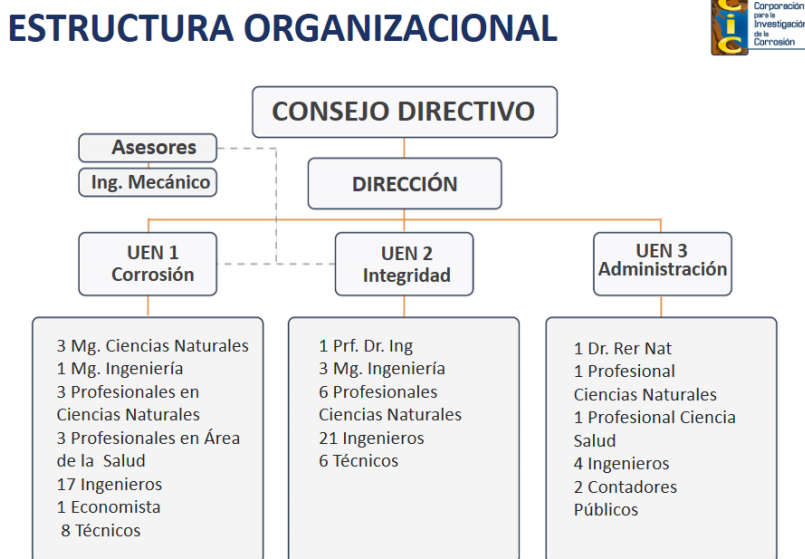 ESTRUCTURA ORGANIZACIONAL
cic
Corporación
para la
Investigación
de la
Corrosión
CONSEJO DIRECTIVO
Asesores
Ing. Mecánico
DIRECCIÓN
UEN 1
Corrosión
UEN 2
Integridad
UEN 3
Administración
3 Mg. Ciencias Naturales
1 Mg. Ingeniería
3 Profesionales en
Ciencias Naturales
3 Profesionales en Área
de la Salud
17 Ingenieros
1 Economista
8 Técnicos
1 Prf. Dr. Ing
3 Mg. Ingeniería
6 Profesionales
Ciencias Naturales
21 Ingenieros
6 Técnicos
1 Dr. Rer Nat
1 Profesional
Ciencias Naturales
1 Profesional Ciencia
Salud
4 Ingenieros
2 Contadores
Públicos